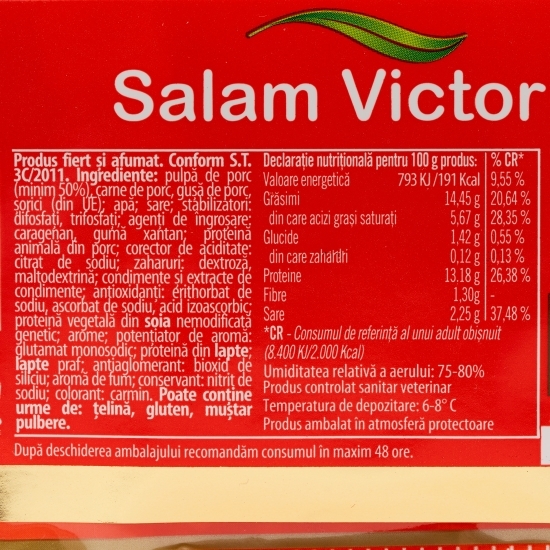 Salam Victor
Produs fiert și afumat. Conform S.T.
3C/2011. Ingrediente: pulpă de porc
(minim 50%), carne de porc, gușă de porc,
șorici (din UE); apă; sare; stabilizatori:
difosfați, trifosfați; agenți de îngroșare:
caragenan, gumă xantan; proteină
animală din porc; corector de aciditate:
citrat de sodiu; zaharuri: dextroză,
maltodextrină; condimente și extracte de
condimente; antioxidanți: eritorbat de
sodiu, ascorbat de sodiu, acid izoascorbic;
proteină vegetală din soia nemodificată
genetic; arome; potențiator de aromă:
glutamat monosodic; proteină din lapte;
lapte praf; antiaglomerant: bioxid de
siliciu; aromă de fum; conservant: nitrit de
sodiu; colorant: carmin. Poate conține
urme de: țelină, gluten, muștar
pulbere.
Declarație nutrițională pentru 100 g produs: % CR*
Valoare energetică 793 KJ /191 Kcal 9,55 %
Grăsimi 14,45 g 20,64 %
din care acizi grași saturați 5,67 g 28,35 %
Glucide 1,42 g 0,55 %
din care zaharuri 0,12 g 0,13 %
Proteine 13.18 g 26,38 %
Fibre 1,30g -
Sare 2,25 g 37,48 %
*CR - Consumul de referință al unui adult obișnuit
(8.400 KJ/2.000 Kcal)
Umiditatea relativă a aerului: 75-80%
Produs controlat sanitar veterinar
Temperatura de depozitare: 6-8° C
Produs ambalat în atmosferă protectoare
După deschiderea ambalajului recomandăm consumul în maxim 48 ore.